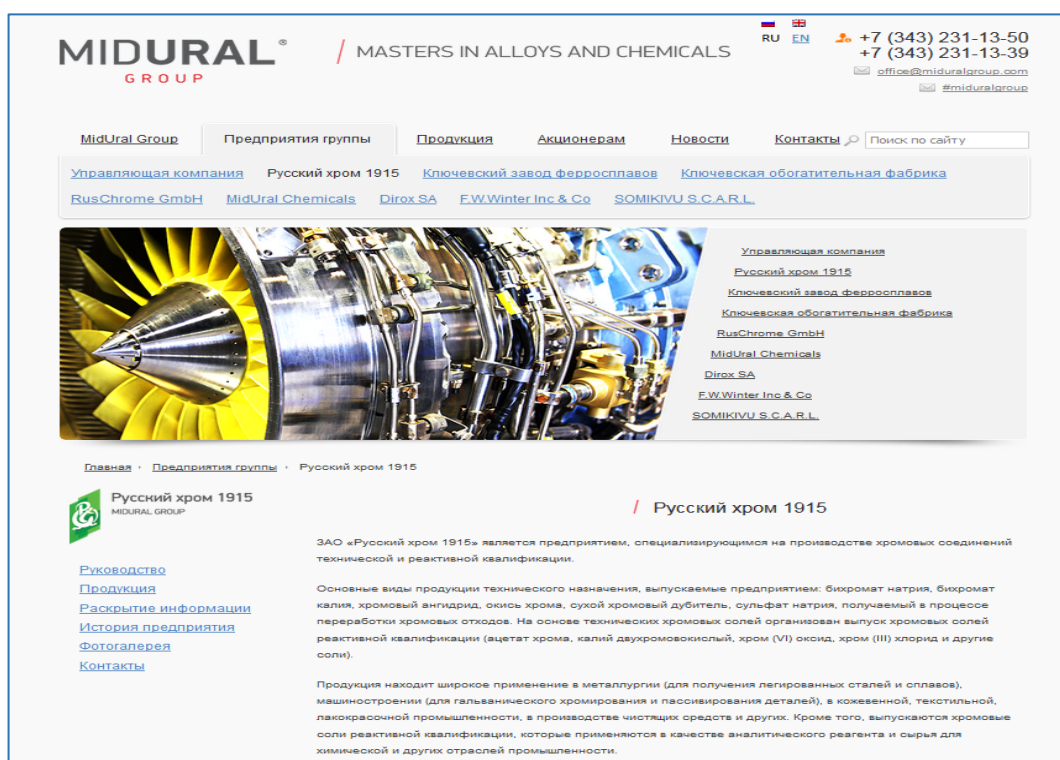 MIDURAL®
GROUP
/ MASTERS IN ALLOYS AND CHEMICALS
RU EN
+7 (343) 231-13-50
+7 (343) 231-13-39
office@miduralgroup.com
#miduralgroup
MidUral Group Предприятия группы Продукция Акционерам Новости Контакты Поиск по сайту
Управляющая компания Русский хром 1915 Ключевский завод ферросплавов Ключевская обогатительная фабрика
RusChrome GmbH MidUral Chemicals Dirox SA F.W.Winter Inc & Co SOMIKIVU S.C.A.R.L.
Управляющая компания
Русский хром 1915
Ключевский завод ферросплавов
Ключевская обогатительная фабрика
RusChrome GmbH
MidUral Chemicals
Dirox SA
F.W.Winter Inc & Co
SOMIKIVU S.C.A.R.L.
Главная · Предприятия группы · Русский хром 1915
Русский хром 1915
MIDURAL GROUP
Руководство
Продукция
Раскрытие информации
История предприятия
Фотогалерея
Контакты
/ Русский хром 1915
ЗАО «Русский хром 1915» является предприятием, специализирующимся на производстве хромовых соединений
технической и реактивной квалификации.
Основные виды продукции технического назначения, выпускаемые предприятием: бихромат натрия, бихромат
калия, хромовый ангидрид, окись хрома, сухой хромовый дубитель, сульфат натрия, получаемый в процессе
переработки хромовых отходов. На основе технических хромовых солей организован выпуск хромовых солей
реактивной квалификации (ацетат хрома, калий двухромовокислый, хром (VI) оксид, хром (III) хлорид и другие
соли).
Продукция находит широкое применение в металлургии (для получения легированных сталей и сплавов),
машиностроении (для гальванического хромирования и пассивирования деталей), в кожевенной, текстильной,
лакокрасочной промышленности, в производстве чистящих средств и других. Кроме того, выпускаются хромовые
соли реактивной квалификации, которые применяются в качестве аналитического реагента и сырья для
химической и других отраслей промышленности.